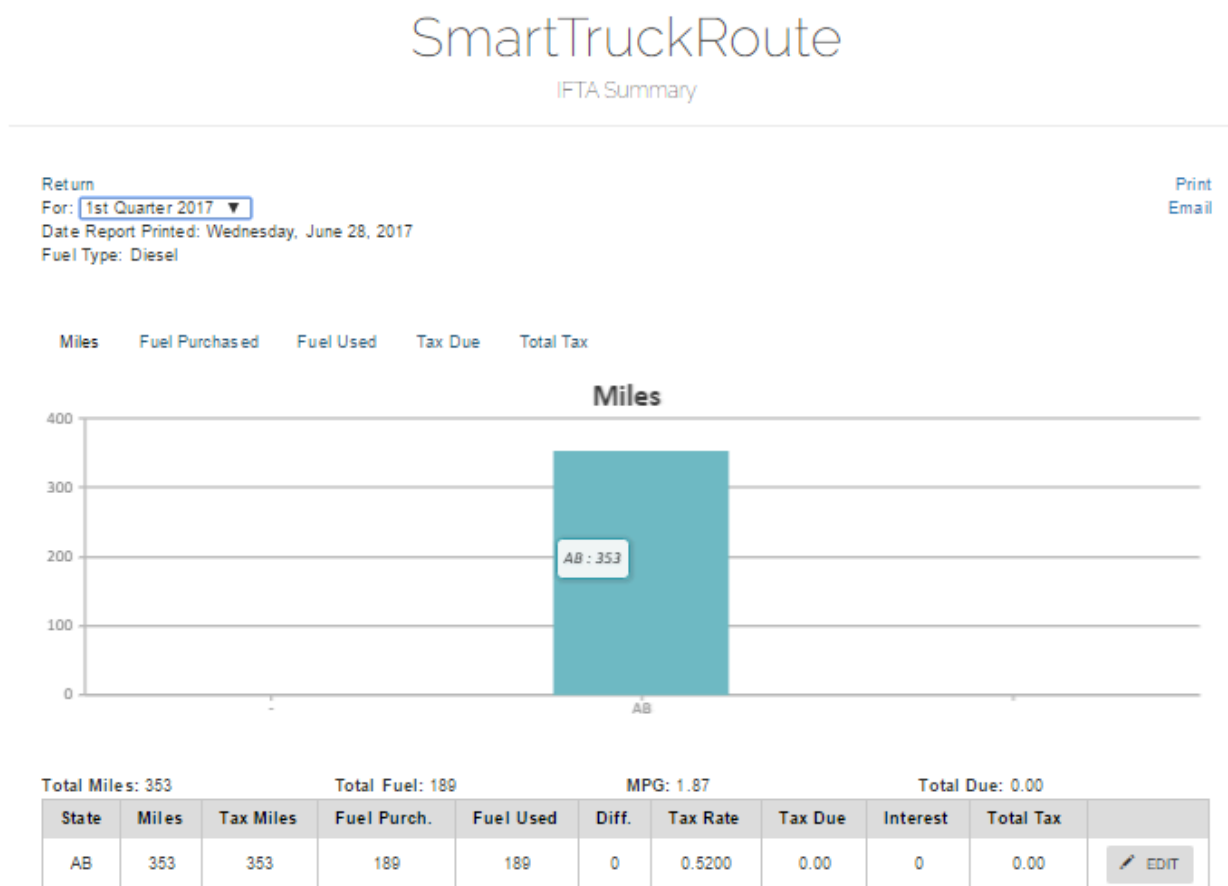 SmartTruckRoute
IFTA Summary
Return
Print
For: 1st Quarter 2017 ▼
Email
Date Report Printed: Wednesday, June 28, 2017
Fuel Type: Diesel
Miles Fuel Purchased Fuel Used Tax Due Total Tax
Miles
400
300
200
100
0
AB : 353
- AB -
Total Miles: 353 Total Fuel: 189 MPG: 1.87 Total Due: 0.00
State Miles Tax Miles Fuel Purch. Fuel Used Diff. Tax Rate Tax Due Interest Total Tax
AB 353 353 189 189 0 0.5200 0.00 0 0.00 EDIT